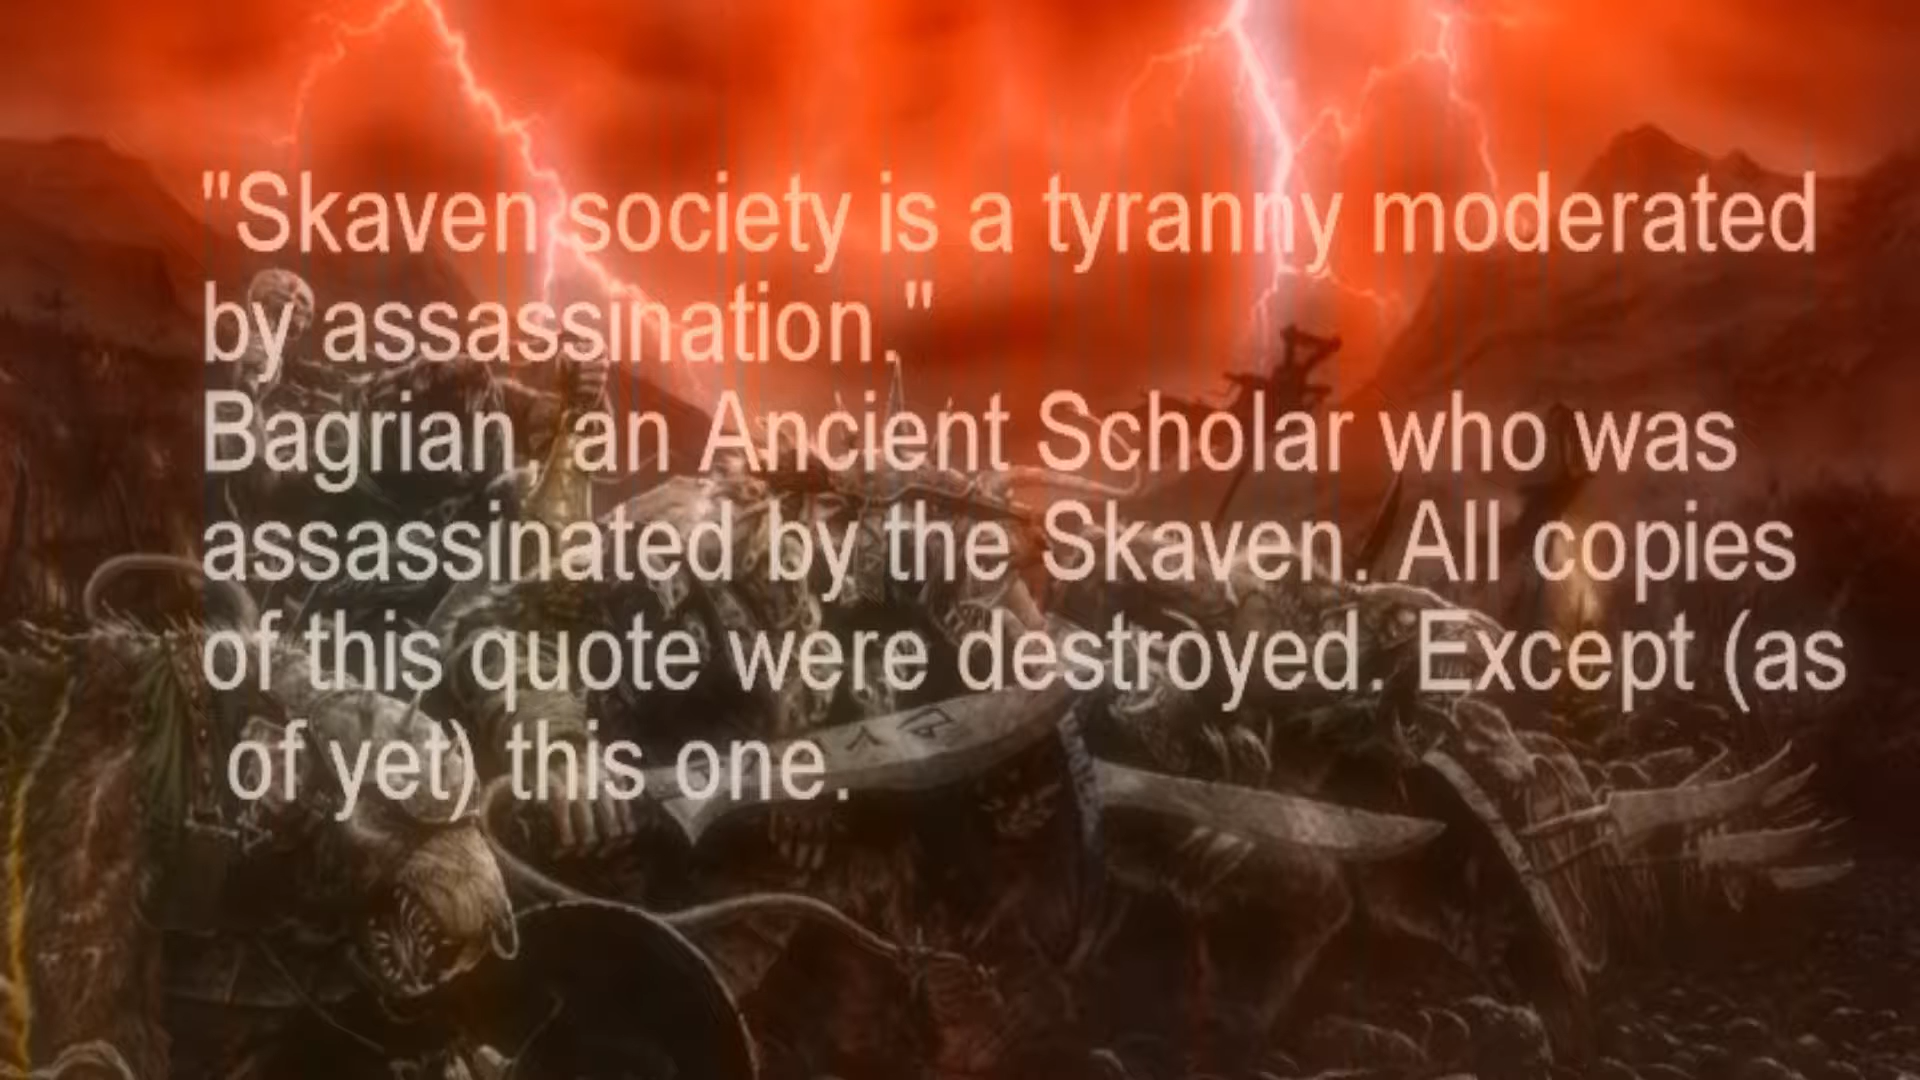 "Skaven society is a tyranny moderated
by assassination."
Bagrian, an Ancient Scholar who was
assassinated by the Skaven. All copies
of this quote were destroyed. Except (as
of yet) this one.